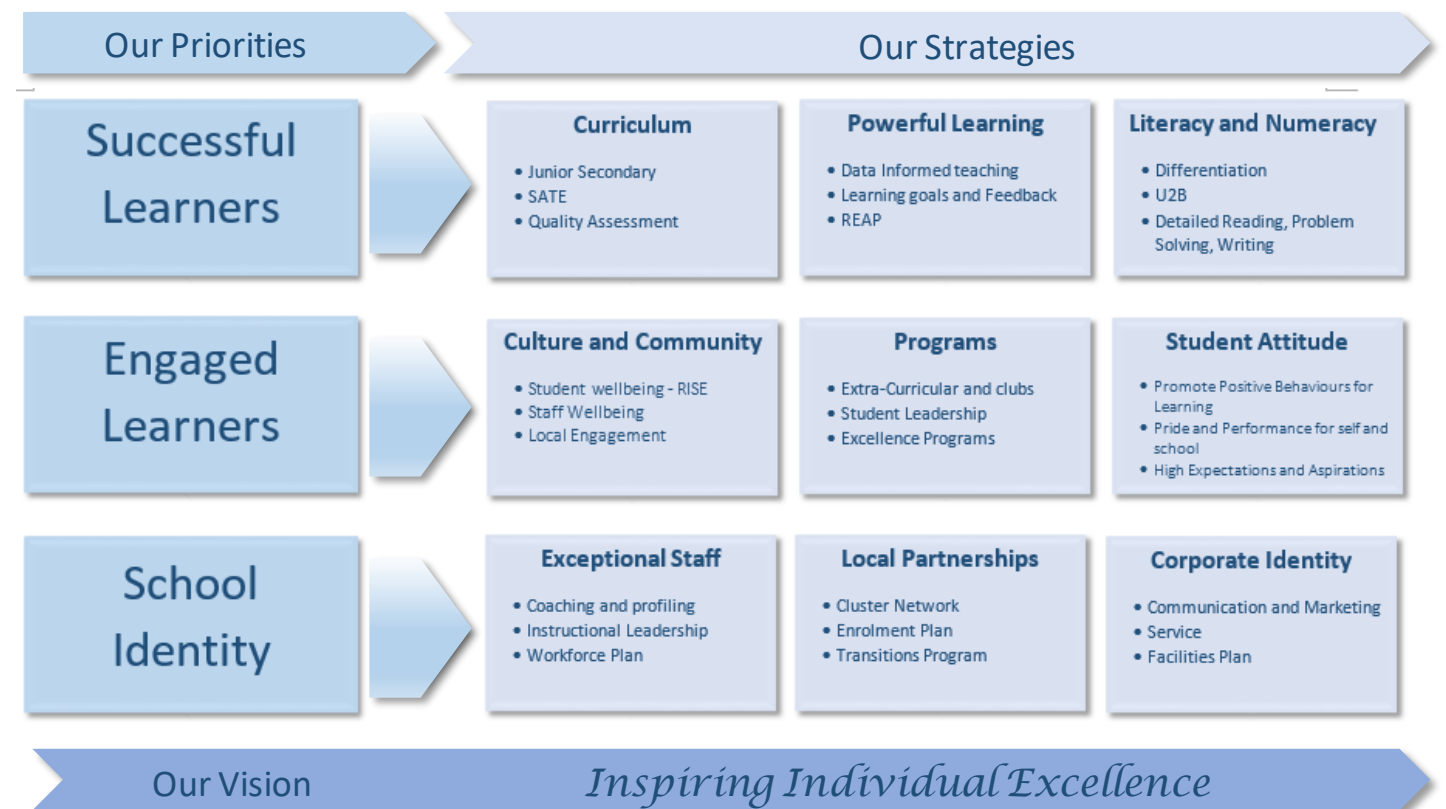 Our Priorities
Our Strategies
Successful
Learners
Curriculum
• Junior Secondary
• SATE
• Quality Assessment
Powerful Learning
• Data Informed teaching
• Learning goals and Feedback
• REAP
Literacy and Numeracy
• Differentiation
• U2B
• Detailed Reading, Problem
Solving, Writing
Engaged
Learners
Culture and Community
• Student wellbeing - RISE
• Staff Wellbeing
• Local Engagement
Programs
• Extra-Curricular and clubs
• Student Leadership
• Excellence Programs
Student Attitude
• Promote Positive Behaviours for
Learning
• Pride and Performance for self and
school
• High Expectations and Aspirations
School
Identity
Exceptional Staff
• Coaching and profiling
• Instructional Leadership
• Workforce Plan
Local Partnerships
• Cluster Network
• Enrolment Plan
• Transitions Program
Corporate Identity
• Communication and Marketing
• Service
• Facilities Plan
Our Vision
Inspiring Individual Excellence